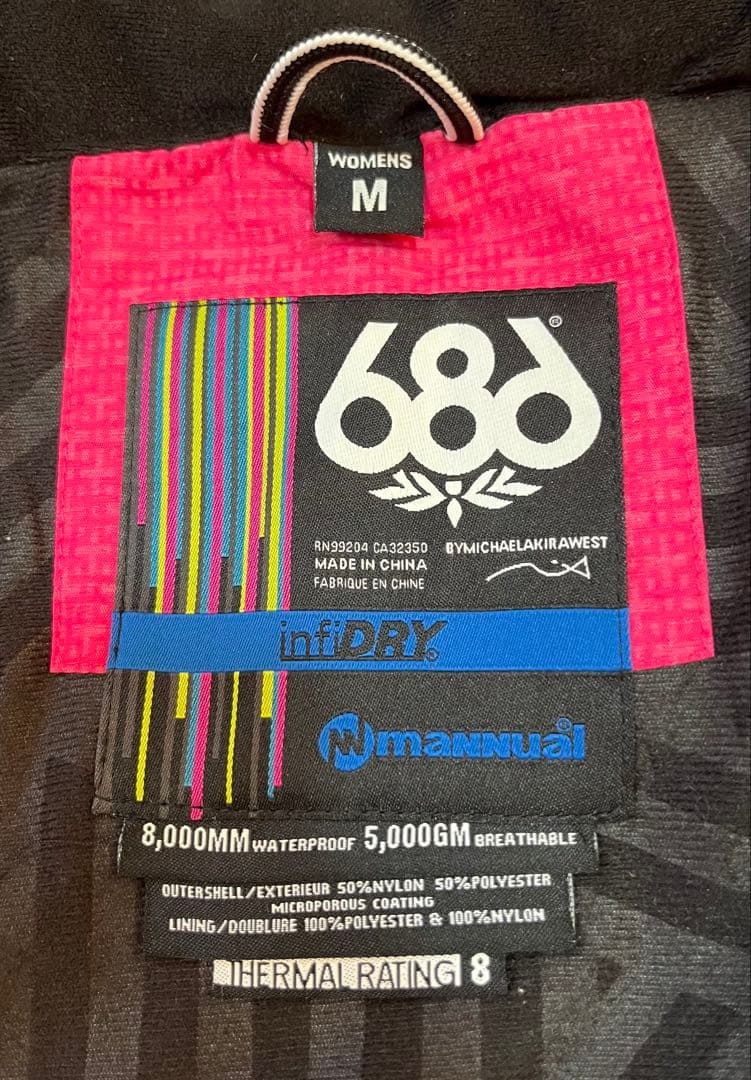 WOMENS
M
686®
RN99204 CA32350 BYMICHAELAKIRAWEST
MADE IN CHINA
FABRIQUE EN CHINE
infiDRY®
mannual®
8,000MM WATERPROOF 5,000GM BREATHABLE
OUTERSHELL/EXTERIEUR 50%NYLON 50%POLYESTER
MICROPOROUS COATING
LINING/DOUBLURE 100%POLYESTER & 100%NYLON
THERMAL RATING 8